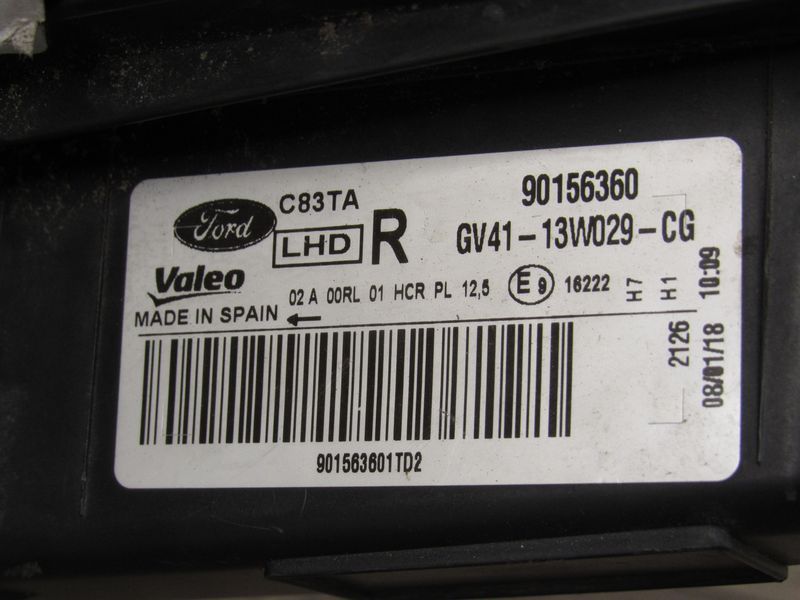 Ford
C83TA
90156360
LHD
R
GV41-13W029-CG
Valeo
02 A 00RL 01 HCR PL 12,5
E9
16222
H7
H1
MADE IN SPAIN
2126
08/01/18 10:09
901563601TD2